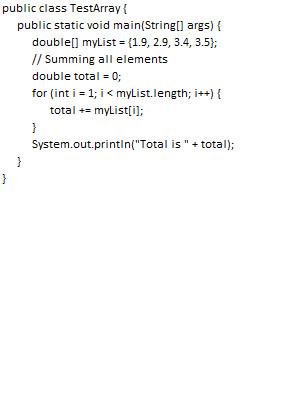 public class TestArray {
public static void main(String[] args) {
double[] myList = {1.9, 2.9, 3.4, 3.5};
// Summing all elements
double total = 0;
for (int i = 1; i < myList.length; i++) {
total += myList[i];
}
System.out.println("Total is " + total);
}
}